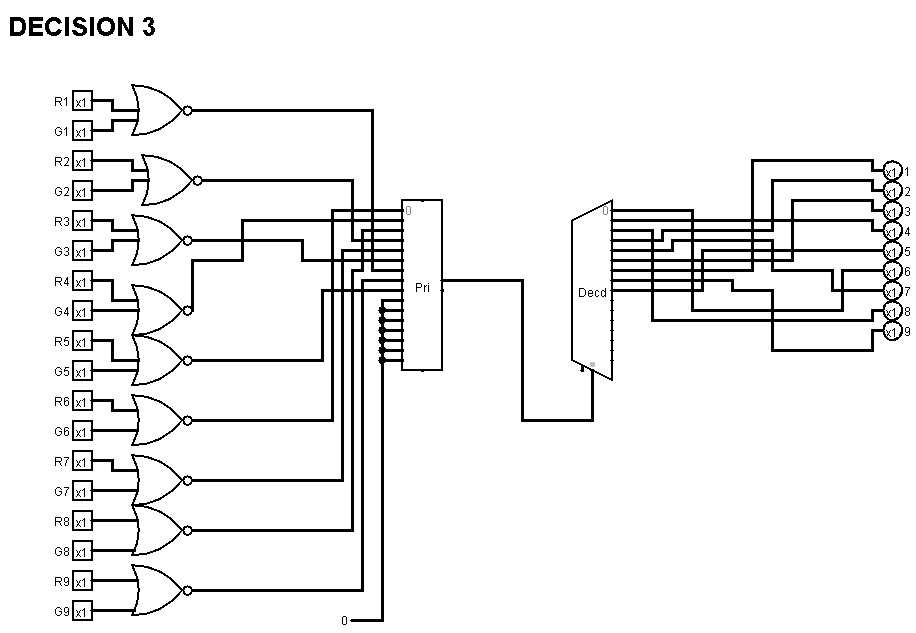 DECISION 3
R1 x1
G1 x1
R2 x1
G2 x1
R3 x1
G3 x1
R4 x1
G4 x1
R5 x1
G5 x1
R6 x1
G6 x1
R7 x1
G7 x1
R8 x1
G8 x1
R9 x1
G9 x1
0
0
Pri
0
Decd
x1 1
x1 2
x1 3
x1 4
x1 5
x1 6
x1 7
x1 8
x1 9